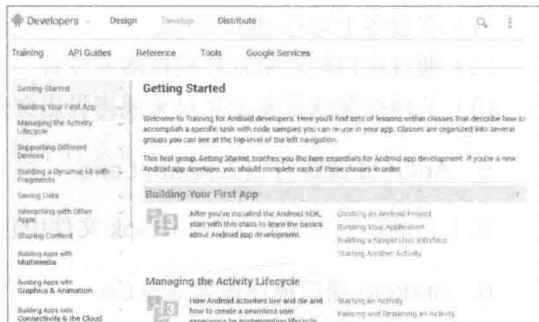 Developers Design Develop Distribute
Training API Guides Reference Tools Google Services
Getting Started
Building Your First App
Managing the Activity Lifecycle
Supporting Different Devices
Building a Dynamic UI with Fragments
Saving Data
Interacting with Other Apps
Sharing Content
Building Apps with Multimedia
Building Apps with Graphics & Animation
Building Apps with Connectivity & the Cloud
Getting Started
Welcome to Training for Android developers. Here you'll find sets of lessons within classes that describe how to
accomplish a specific task with code samples you can re-use in your app. Classes are organized into several
groups you can see at the top-level of the left navigation.
This first group, Getting Started, teaches you the bare essentials for Android app development. If you're a new
Android app developer, you should complete each of these classes in order.
Building Your First App
After you've installed the Android SDK,
start with this class to learn the basics
about Android app development.
Creating an Android Project
Running Your Application
Building a Simple User Interface
Starting Another Activity
Managing the Activity Lifecycle
How Android activities live and die and
how to create a seamless user
experience by implementing lifecycle
Starting an Activity
Pausing and Resuming an Activity